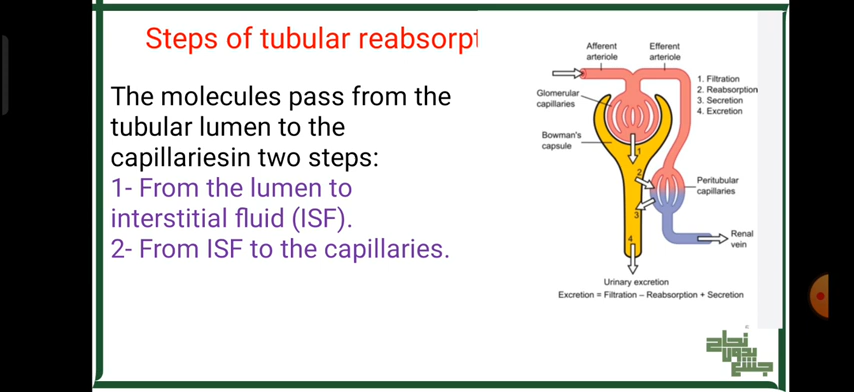 Steps of tubular reabsorpt
The molecules pass from the
tubular lumen to the
capillariesin two steps:
1- From the lumen to
interstitial fluid (ISF).
2- From ISF to the capillaries.
Afferent
arteriole
Efferent
arteriole
1. Filtration
2. Reabsorption
3. Secretion
4. Excretion
Glomerular
capillaries
Bowman's
capsule
1
2
3
4
Peritubular
capillaries
Renal
vein
Urinary excretion
Excretion = Filtration – Reabsorption + Secretion
نجاح
بدون